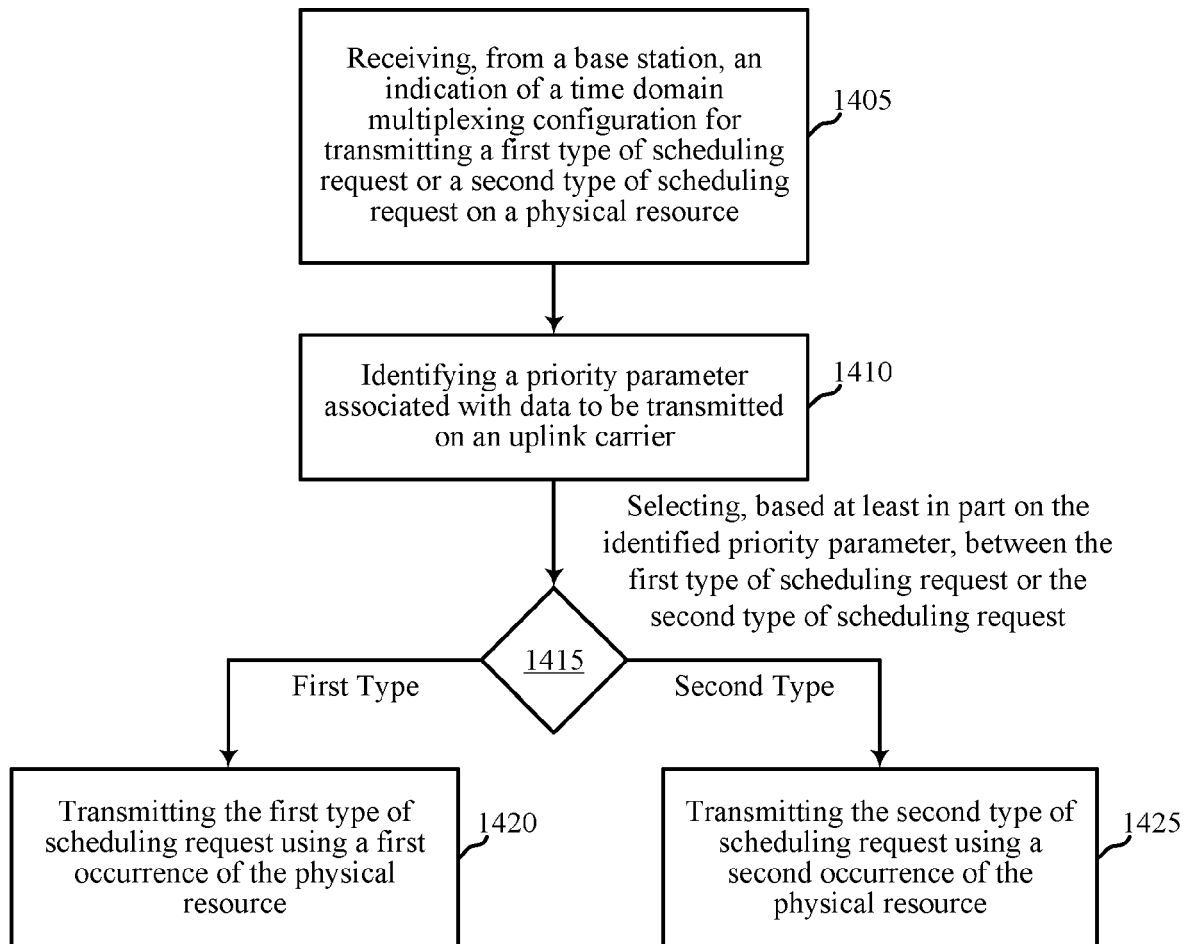 Receiving, from a base station, an
indication of a time domain
multiplexing configuration for
transmitting a first type of scheduling
request or a second type of scheduling
request on a physical resource
1405
Identifying a priority parameter
associated with data to be transmitted
on an uplink carrier
1410
Selecting, based at least in part on the
identified priority parameter, between the
first type of scheduling request or the
second type of scheduling request
1415
First Type
Second Type
Transmitting the first type of
scheduling request using a first
occurrence of the physical
resource
1420
Transmitting the second type of
scheduling request using a
second occurrence of the
physical resource
1425